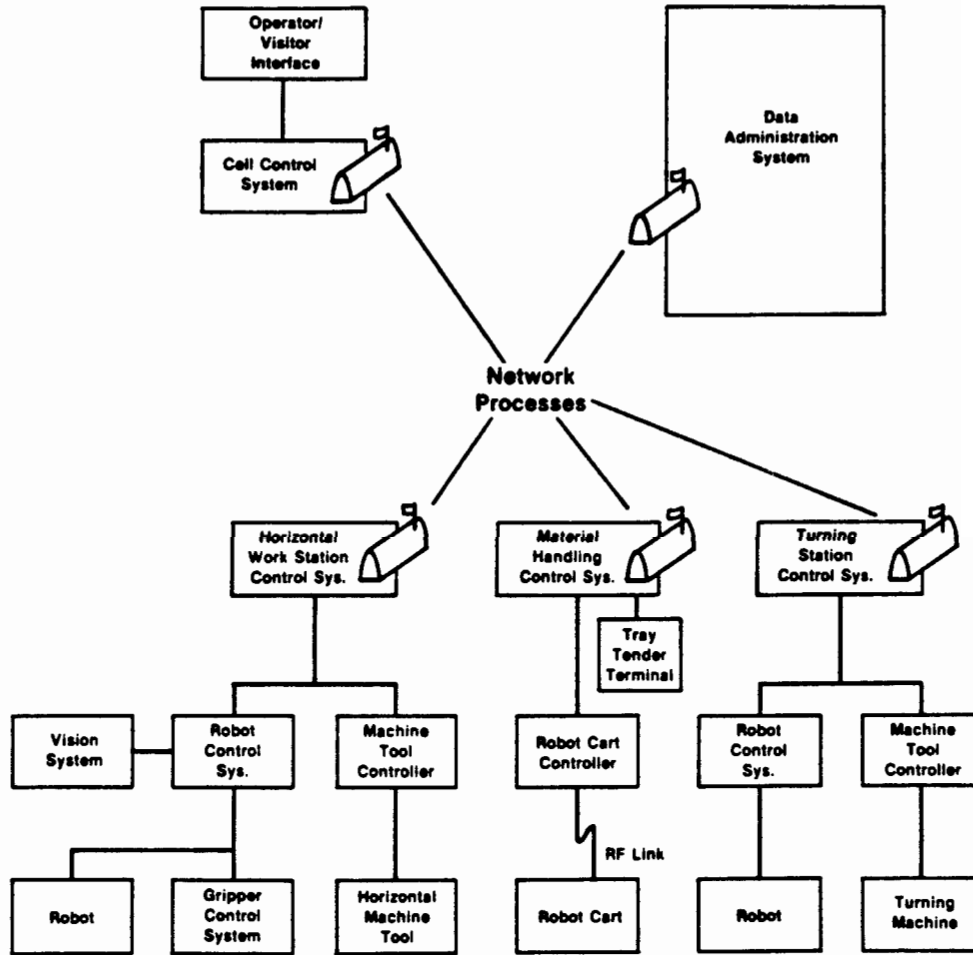 Operator/
Visitor
Interface
Cell Control
System
Data
Administration
System
Network
Processes
Horizontal
Work Station
Control Sys.
Material
Handling
Control Sys.
Turning
Station
Control Sys.
Tray
Tender
Terminal
Vision
System
Robot
Control
Sys.
Machine
Tool
Controller
Robot Cart
Controller
Robot
Control
Sys.
Machine
Tool
Controller
RF Link
Robot
Gripper
Control
System
Horizontal
Machine
Tool
Robot Cart
Robot
Turning
Machine